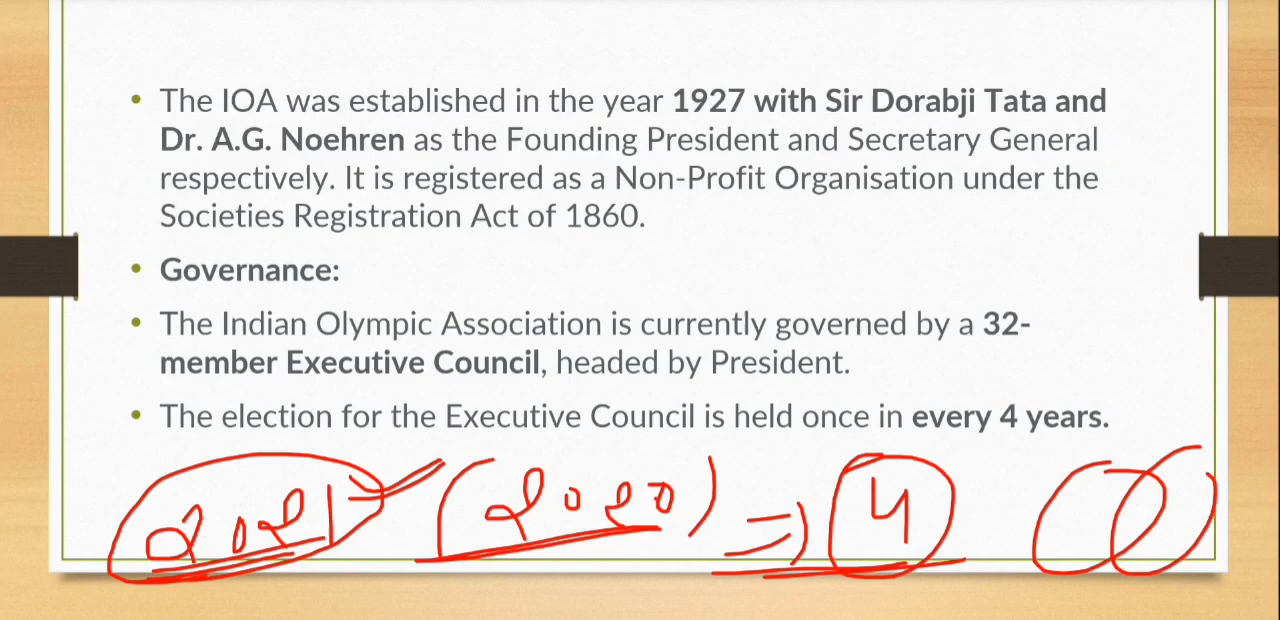 • The IOA was established in the year 1927 with Sir Dorabji Tata and
Dr. A.G. Noehren as the Founding President and Secretary General
respectively. It is registered as a Non-Profit Organisation under the
Societies Registration Act of 1860.
• Governance:
• The Indian Olympic Association is currently governed by a 32-
member Executive Council, headed by President.
• The election for the Executive Council is held once in every 4 years.
2021 (2020) => 4